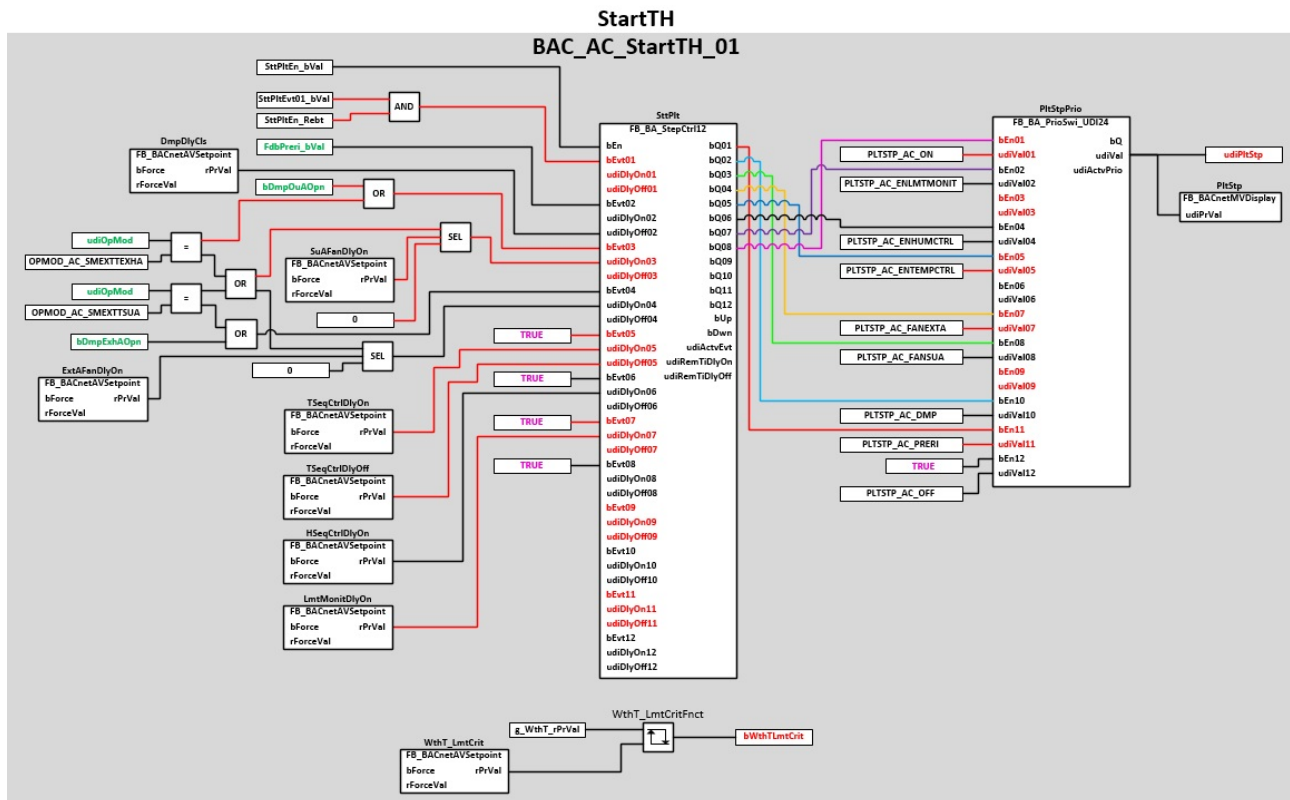 StartTH
BAC_AC_StartTH_01
SttPltEn_bVal
SttPltEvt01_bVal
SttPltEn_Rebt
AND
FdbPreri_bVal
DmpDlyCls
FB_BACnetAVSetpoint
bForce rPrVal
rForceVal
bDmpOuAOpn
OR
udiOpMod
OPMOD_AC_SMEXTTEXHA
=
udiOpMod
OPMOD_AC_SMEXTTSUA
=
OR
OR
bDmpExhAOpn
SuAFanDlyOn
FB_BACnetAVSetpoint
bForce rPrVal
rForceVal
SEL
0
SEL
0
ExtAFanDlyOn
FB_BACnetAVSetpoint
bForce rPrVal
rForceVal
TRUE
TRUE
TRUE
TRUE
TSeqCtrlDlyOn
FB_BACnetAVSetpoint
bForce rPrVal
rForceVal
TSeqCtrlDlyOff
FB_BACnetAVSetpoint
bForce rPrVal
rForceVal
HSeqCtrlDlyOn
FB_BACnetAVSetpoint
bForce rPrVal
rForceVal
LmtMonitDlyOn
FB_BACnetAVSetpoint
bForce rPrVal
rForceVal
SttPlt
FB_BA_StepCtrl12
bEn
bEvt01
udiDlyOn01
udiDlyOff01
bEvt02
udiDlyOn02
udiDlyOff02
bEvt03
udiDlyOn03
udiDlyOff03
bEvt04
udiDlyOn04
udiDlyOff04
bEvt05
udiDlyOn05
udiDlyOff05
bEvt06
udiDlyOn06
udiDlyOff06
bEvt07
udiDlyOn07
udiDlyOff07
bEvt08
udiDlyOn08
udiDlyOff08
bEvt09
udiDlyOn09
udiDlyOff09
bEvt10
udiDlyOn10
udiDlyOff10
bEvt11
udiDlyOn11
udiDlyOff11
bEvt12
udiDlyOn12
udiDlyOff12
bQ01
bQ02
bQ03
bQ04
bQ05
bQ06
bQ07
bQ08
bQ09
bQ10
bQ11
bQ12
bUp
bDwn
udiActvEvt
udiRemTiDlyOn
udiRemTiDlyOff
PLTSTP_AC_ON
PLTSTP_AC_ENLMTMONIT
PLTSTP_AC_ENHUMCTRL
PLTSTP_AC_ENTEMPCTRL
PLTSTP_AC_FANEXTA
PLTSTP_AC_FANSUA
PLTSTP_AC_DMP
PLTSTP_AC_PRERI
TRUE
PLTSTP_AC_OFF
PltStpPrio
FB_BA_PrioSwi_UDI24
bEn01
udiVal01
bEn02
udiVal02
bEn03
udiVal03
bEn04
udiVal04
bEn05
udiVal05
bEn06
udiVal06
bEn07
udiVal07
bEn08
udiVal08
bEn09
udiVal09
bEn10
udiVal10
bEn11
udiVal11
bEn12
udiVal12
bQ
udiVal
udiActvPrio
udiPltStp
PltStp
FB_BACnetMVDisplay
udiPrVal
WthT_LmtCritFnct
g_WthT_rPrVal
bWthTLmtCrit
WthT_LmtCrit
FB_BACnetAVSetpoint
bForce rPrVal
rForceVal